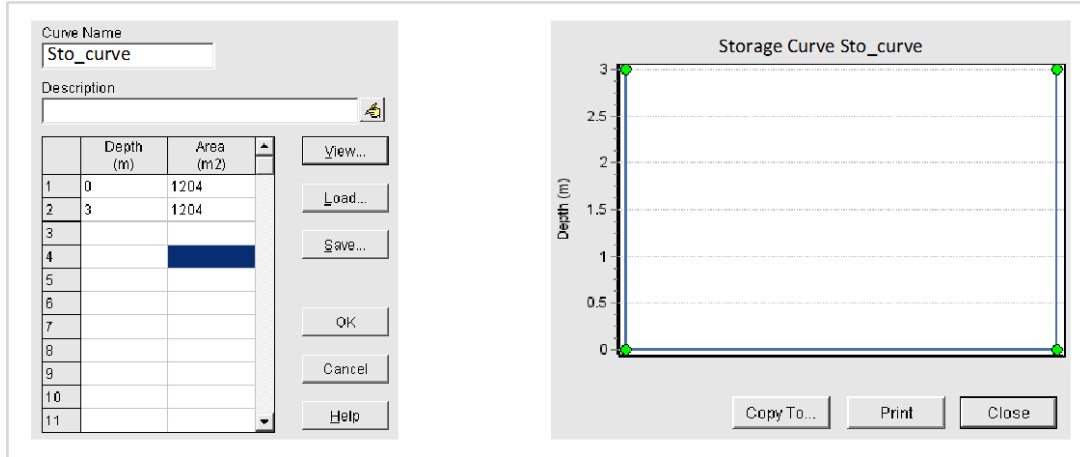 Curve Name
Sto_curve
Description
Depth (m) Area (m2)
1 0 1204
2 3 1204
3
4
5
6
7
8
9
10
11
View...
Load...
Save...
OK
Cancel
Help
Storage Curve Sto_curve
Depth (m)
3
2.5
2
1.5
1
0.5
0
Copy To...
Print
Close